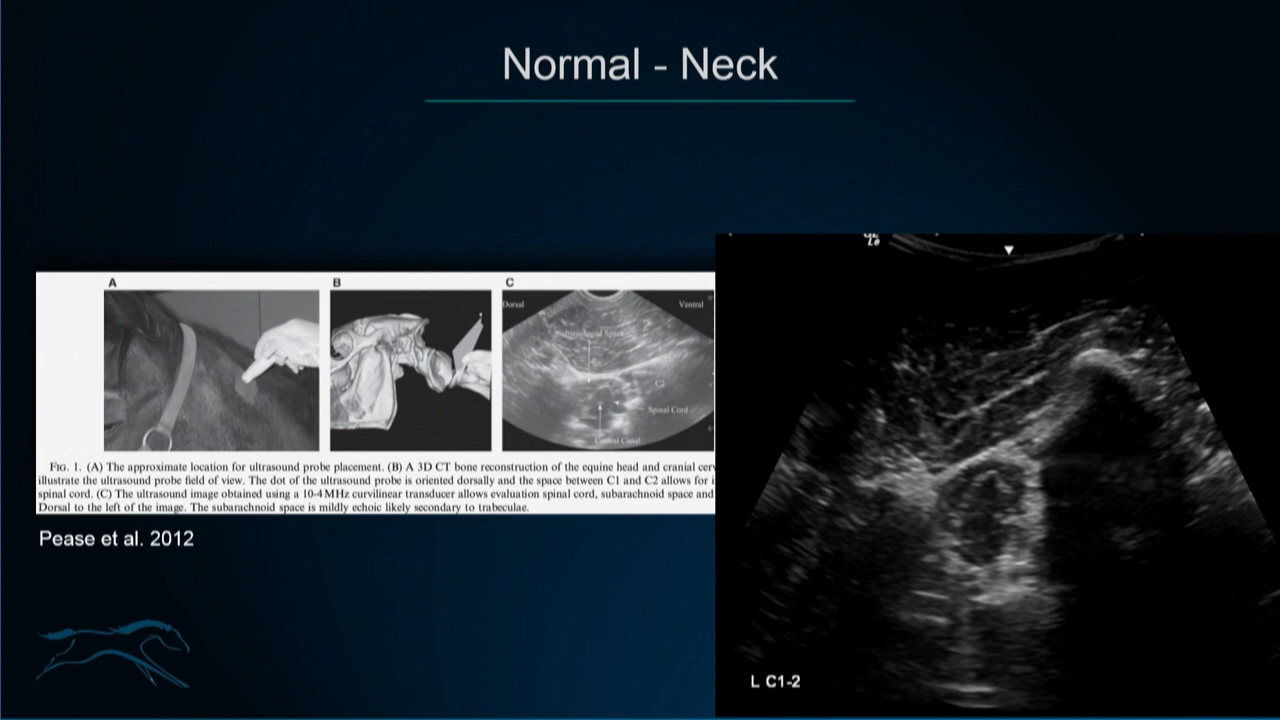 Normal - Neck
A
B
C
Dorsal
Ventral
Subarachnoid Space
C2
Spinal Cord
Central Canal
FIG. 1. (A) The approximate location for ultrasound probe placement. (B) A 3D CT bone reconstruction of the equine head and cranial cer
illustrate the ultrasound probe field of view. The dot of the ultrasound probe is oriented dorsally and the space between C1 and C2 allows for i
spinal cord. (C) The ultrasound image obtained using a 10-4 MHz curvilinear transducer allows evaluation spinal cord, subarachnoid space and
Dorsal to the left of the image. The subarachnoid space is mildly echoic likely secondary to trabeculae.
Pease et al. 2012
L C1-2